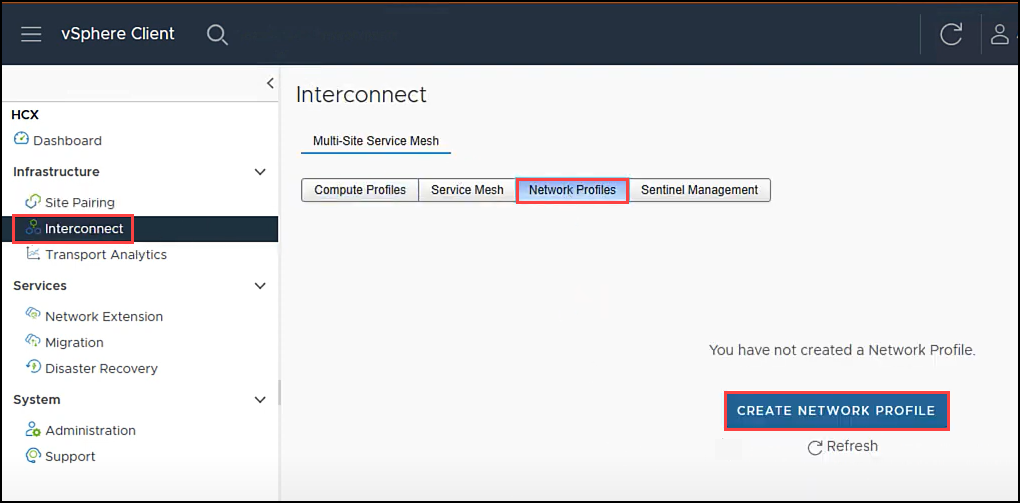 vSphere Client
HCX
Dashboard
Infrastructure
Site Pairing
Interconnect
Transport Analytics
Services
Network Extension
Migration
Disaster Recovery
System
Administration
Support
Interconnect
Multi-Site Service Mesh
Compute Profiles Service Mesh Network Profiles Sentinel Management
You have not created a Network Profile.
CREATE NETWORK PROFILE
Refresh